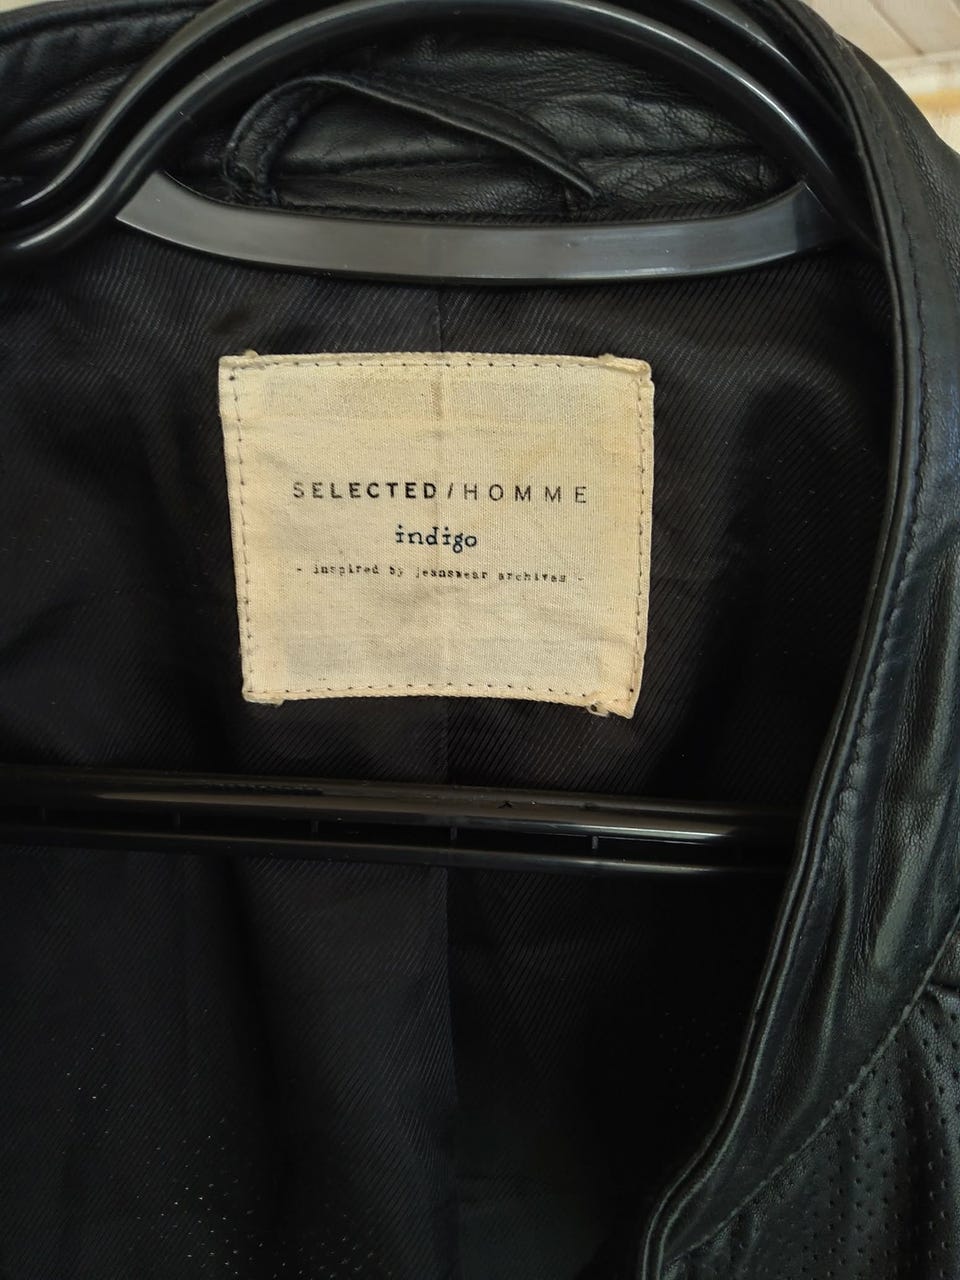 SELECTED/HOMME
indigo
- inspired by jeanswear archives -